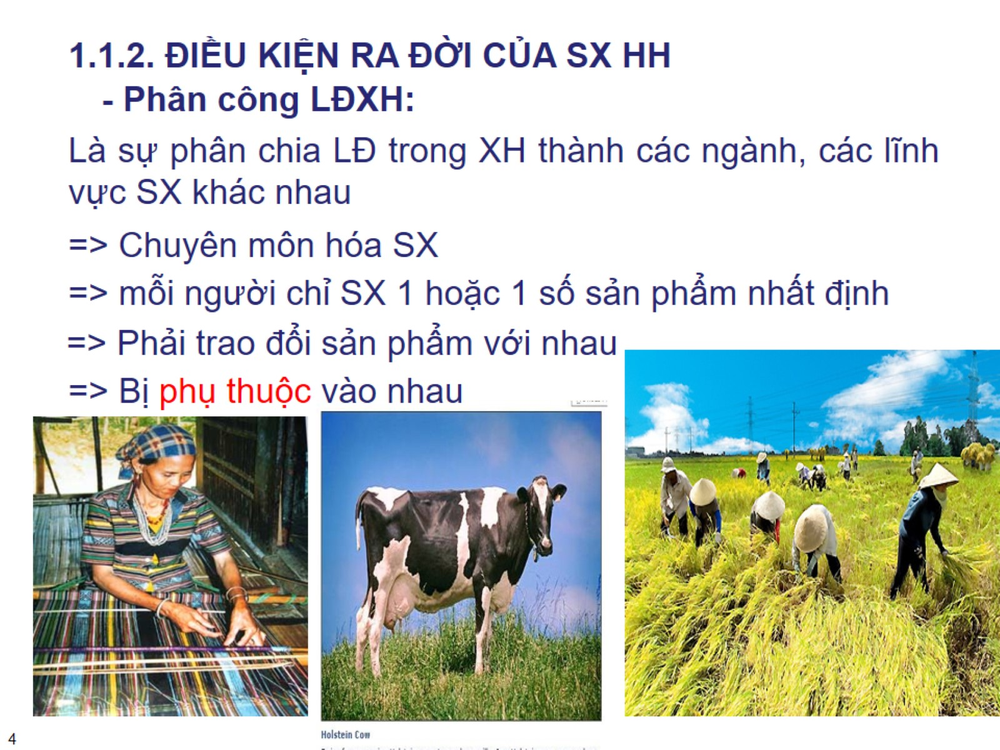 1.1.2. ĐIỀU KIỆN RA ĐỜI CỦA SX HH
- Phân công LĐXH:
Là sự phân chia LĐ trong XH thành các ngành, các lĩnh
vực SX khác nhau
=> Chuyên môn hóa SX
=> mỗi người chỉ SX 1 hoặc 1 số sản phẩm nhất định
=> Phải trao đổi sản phẩm với nhau
=> Bị phụ thuộc vào nhau
Holstein Cow
4